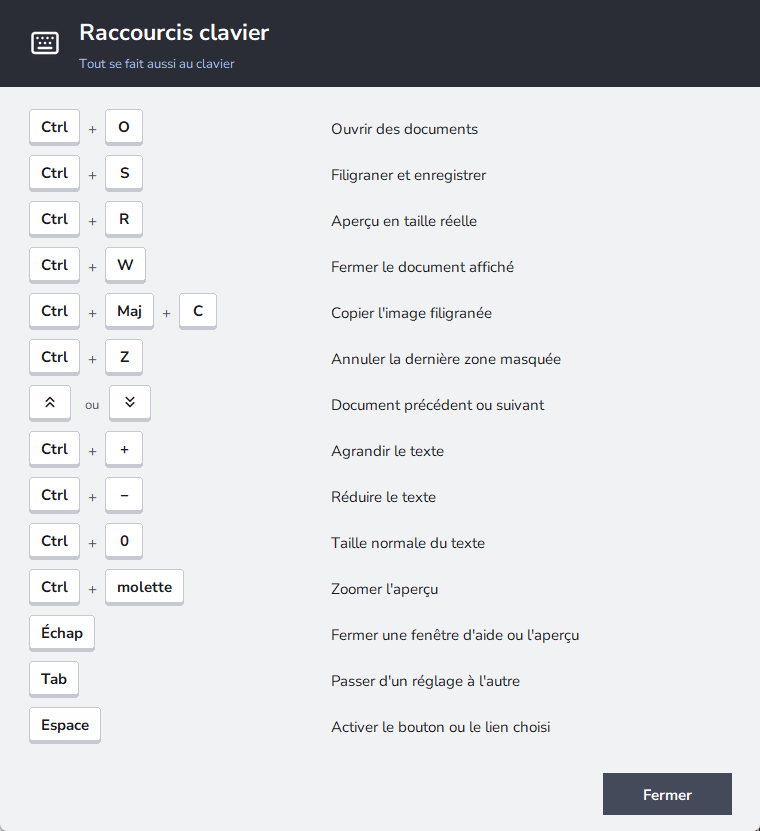 Raccourcis clavier
Tout se fait aussi au clavier
Ctrl + O Ouvrir des documents
Ctrl + S Filigraner et enregistrer
Ctrl + R Aperçu en taille réelle
Ctrl + W Fermer le document affiché
Ctrl + Maj + C Copier l'image filigranée
Ctrl + Z Annuler la dernière zone masquée
ou Document précédent ou suivant
Ctrl + + Agrandir le texte
Ctrl + − Réduire le texte
Ctrl + 0 Taille normale du texte
Ctrl + molette Zoomer l'aperçu
Échap Fermer une fenêtre d'aide ou l'aperçu
Tab Passer d'un réglage à l'autre
Espace Activer le bouton ou le lien choisi
Fermer